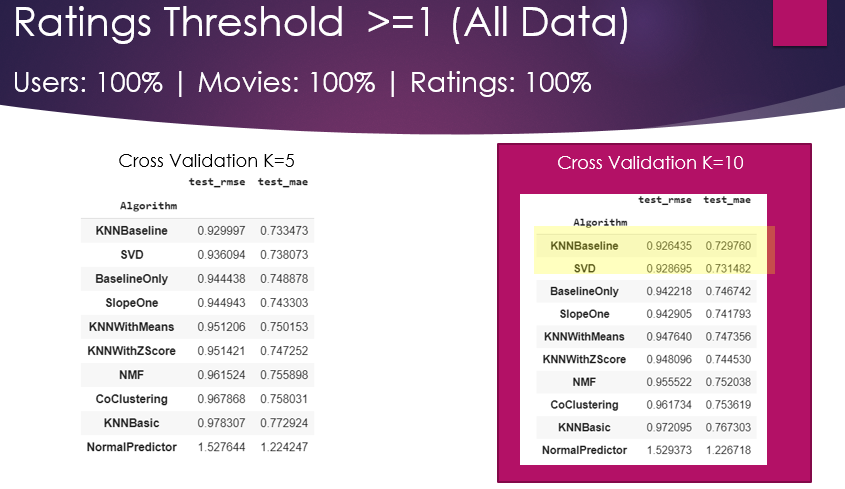 Ratings Threshold >=1 (All Data)
Users: 100% | Movies: 100% | Ratings: 100%
Cross Validation K=5
test_rmse test_mae
Algorithm
KNNBaseline 0.929997 0.733473
SVD 0.936094 0.738073
BaselineOnly 0.944438 0.748878
SlopeOne 0.944943 0.743303
KNNWithMeans 0.951206 0.750153
KNNWithZScore 0.951421 0.747252
NMF 0.961524 0.755898
CoClustering 0.967868 0.758031
KNNBasic 0.978307 0.772924
NormalPredictor 1.527644 1.224247
Cross Validation K=10
test_rmse test_mae
Algorithm
KNNBaseline 0.926435 0.729760
SVD 0.928695 0.731482
BaselineOnly 0.942218 0.746742
SlopeOne 0.942905 0.741793
KNNWithMeans 0.947640 0.747356
KNNWithZScore 0.948096 0.744530
NMF 0.955522 0.752038
CoClustering 0.961734 0.753619
KNNBasic 0.972095 0.767303
NormalPredictor 1.529373 1.226718